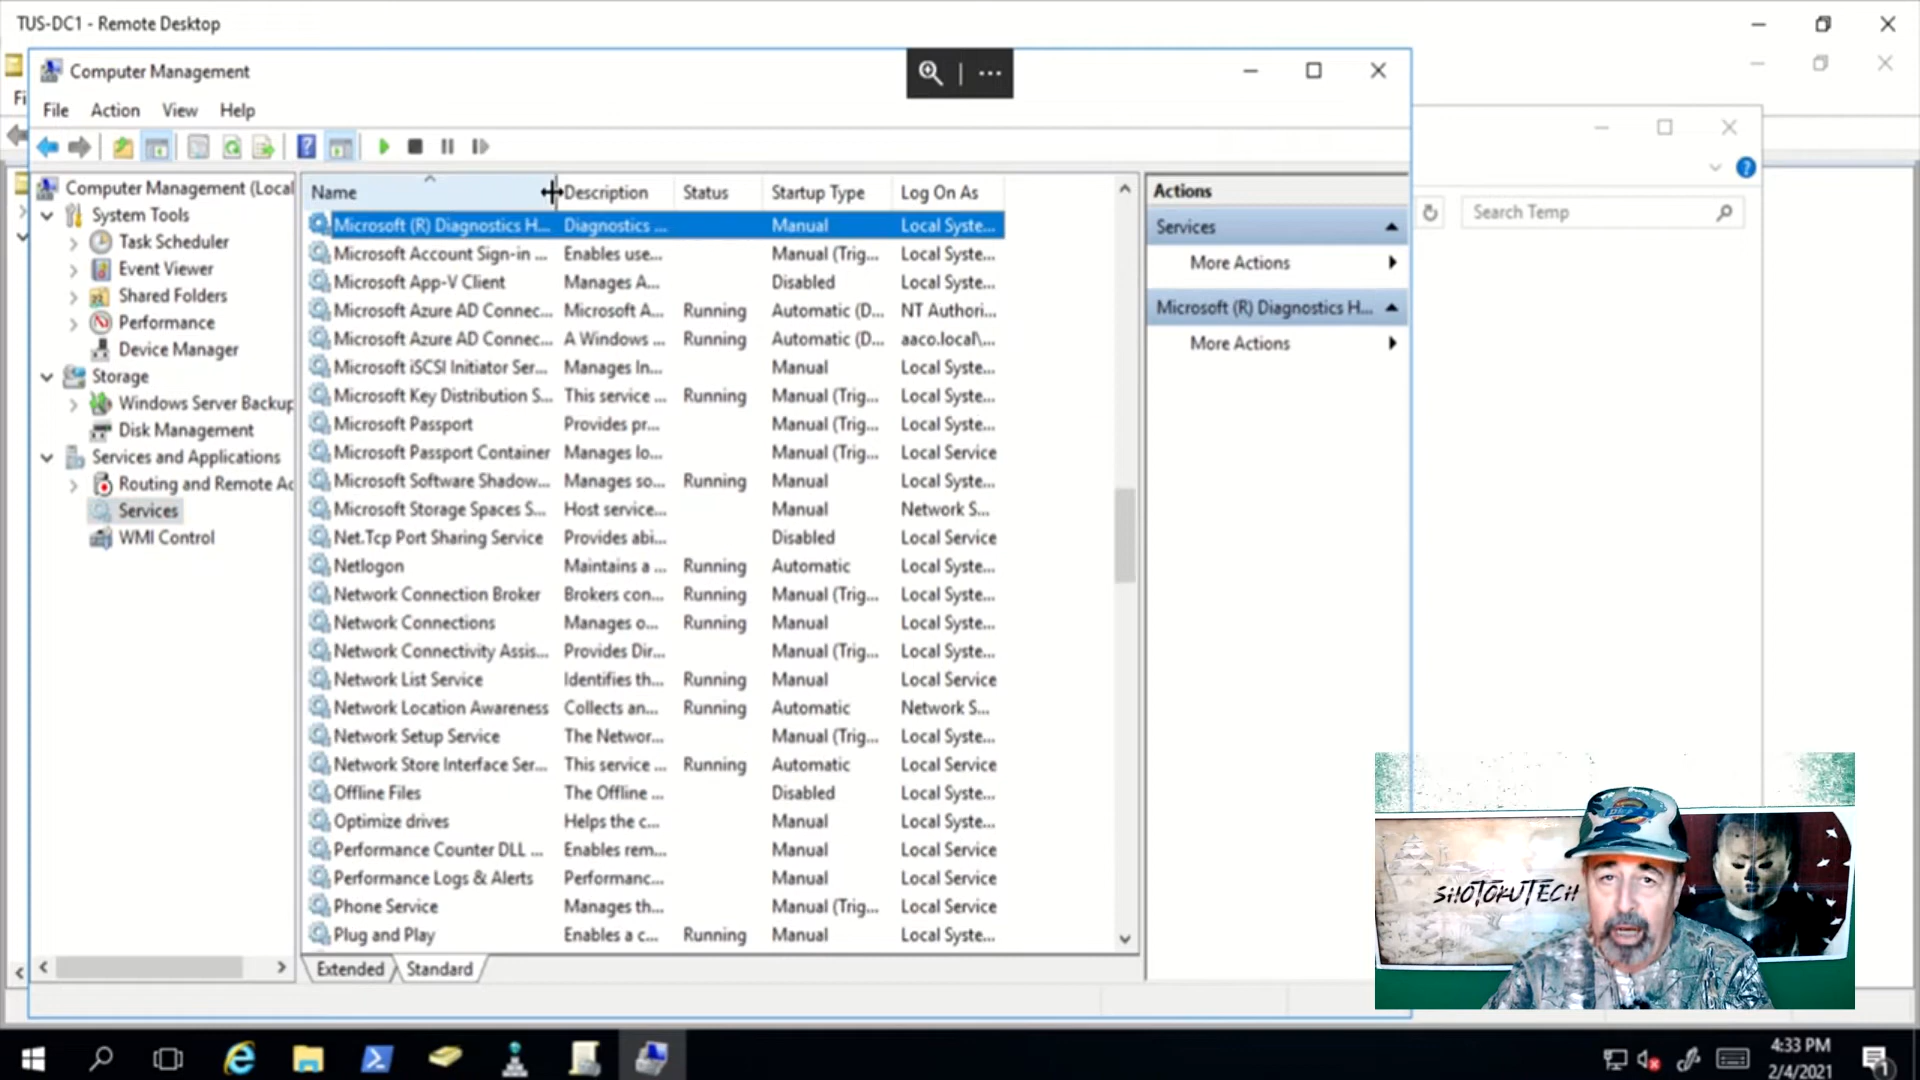 TUS-DC1 - Remote Desktop
Computer Management
Fi
File Action View Help
Computer Management (Local
System Tools
Task Scheduler
Event Viewer
Shared Folders
Performance
Device Manager
Storage
Windows Server Backup
Disk Management
Services and Applications
Routing and Remote Ac
Services
WMI Control
Name Description Status Startup Type Log On As
Microsoft (R) Diagnostics H... Diagnostics ... Manual Local Syste...
Microsoft Account Sign-in ... Enables use... Manual (Trig... Local Syste...
Microsoft App-V Client Manages A... Disabled Local Syste...
Microsoft Azure AD Connec... Microsoft A... Running Automatic (D... NT Authori...
Microsoft Azure AD Connec... A Windows ... Running Automatic (D... aaco.local\...
Microsoft iSCSI Initiator Ser... Manages In... Manual Local Syste...
Microsoft Key Distribution S... This service ... Running Manual (Trig... Local Syste...
Microsoft Passport Provides pr... Manual (Trig... Local Syste...
Microsoft Passport Container Manages lo... Manual (Trig... Local Service
Microsoft Software Shadow... Manages so... Running Manual Local Syste...
Microsoft Storage Spaces S... Host service... Manual Network S...
Net.Tcp Port Sharing Service Provides abi... Disabled Local Service
Netlogon Maintains a ... Running Automatic Local Syste...
Network Connection Broker Brokers con... Running Manual (Trig... Local Syste...
Network Connections Manages o... Running Manual Local Syste...
Network Connectivity Assis... Provides Dir... Manual (Trig... Local Syste...
Network List Service Identifies th... Running Manual Local Service
Network Location Awareness Collects an... Running Automatic Network S...
Network Setup Service The Networ... Manual (Trig... Local Syste...
Network Store Interface Ser... This service ... Running Automatic Local Service
Offline Files The Offline ... Disabled Local Syste...
Optimize drives Helps the c... Manual Local Syste...
Performance Counter DLL ... Enables rem... Manual Local Service
Performance Logs & Alerts Performanc... Manual Local Service
Phone Service Manages th... Manual (Trig... Local Service
Plug and Play Enables a c... Running Manual Local Syste...
Extended Standard
Actions
Services
More Actions
Microsoft (R) Diagnostics H...
More Actions
Search Temp
SHOTOKUTECH
4:33 PM
2/4/2021
1